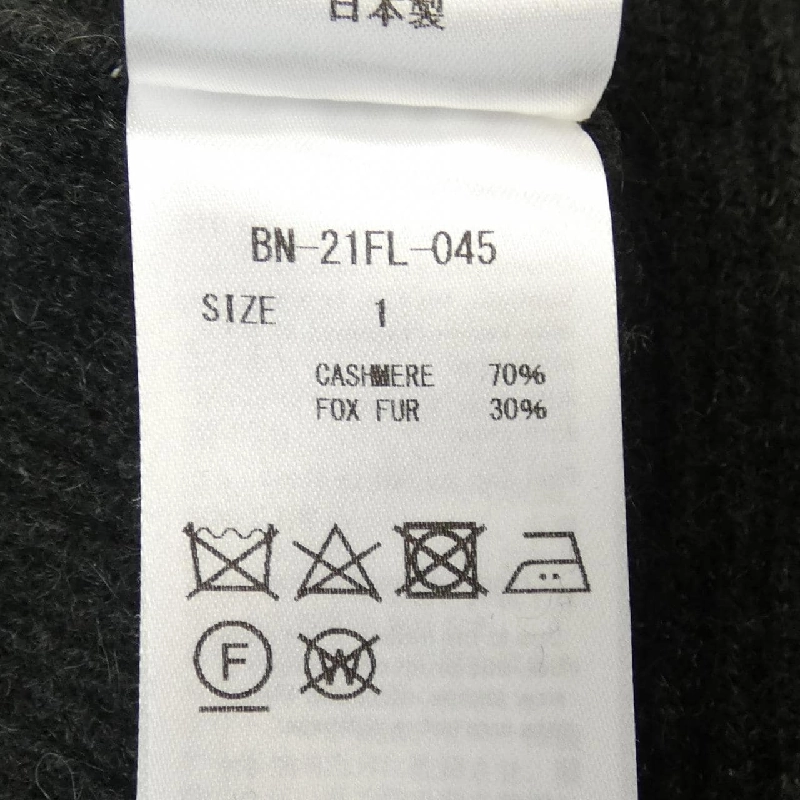 日本製
BN-21FL-045
SIZE 1
CASHMERE 70%
FOX FUR 30%
F W